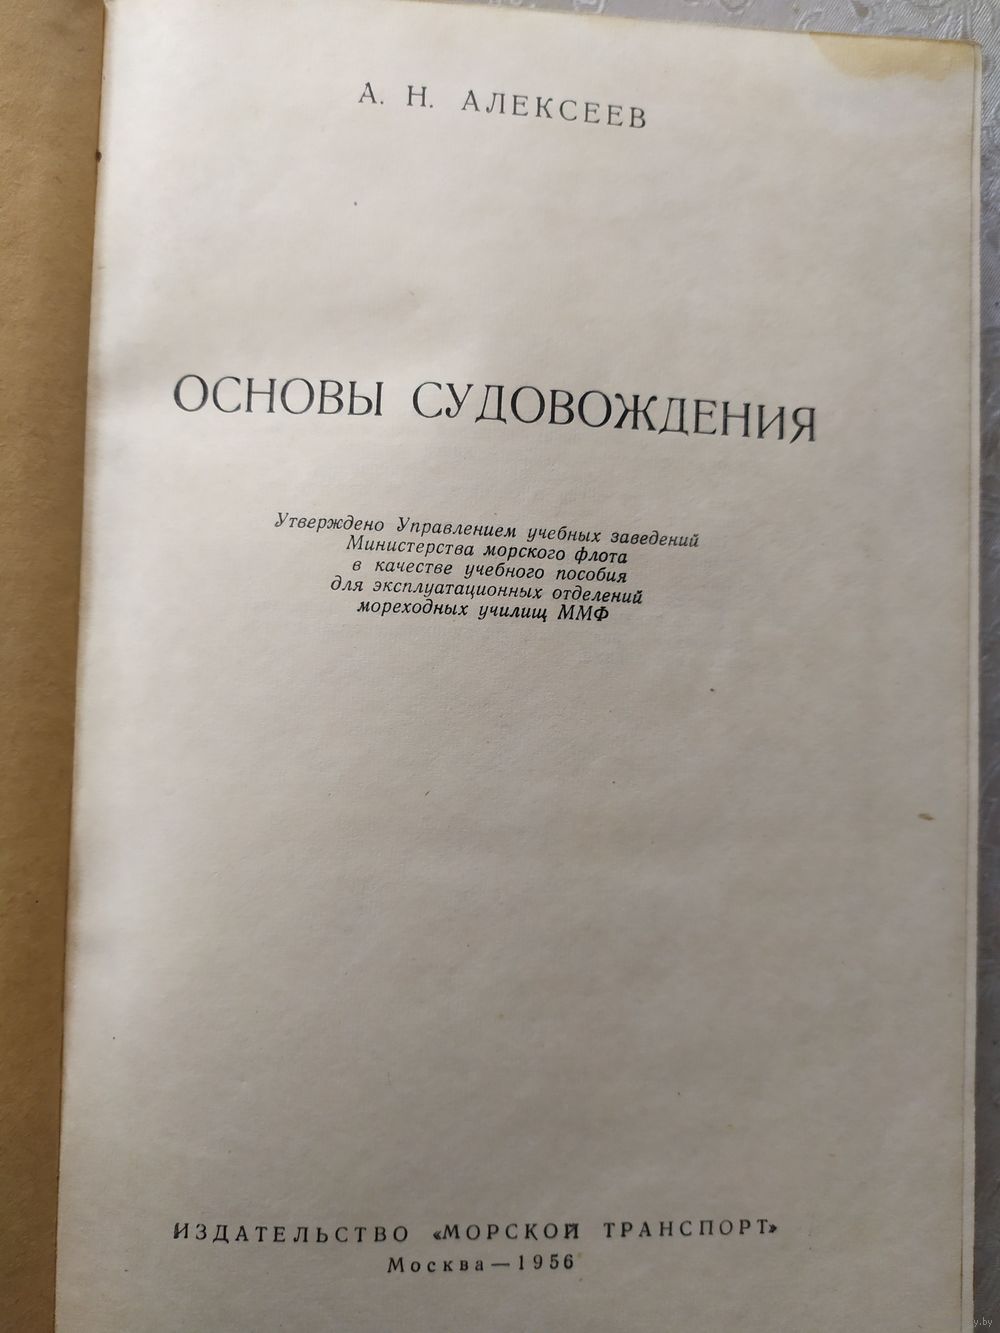 А. Н. АЛЕКСЕЕВ
ОСНОВЫ СУДОВОЖДЕНИЯ
Утверждено Управлением учебных заведений
Министерства морского флота
в качестве учебного пособия
для эксплуатационных отделений
мореходных училищ ММФ
ИЗДАТЕЛЬСТВО «МОРСКОЙ ТРАНСПОРТ»
Москва—1956
y.by